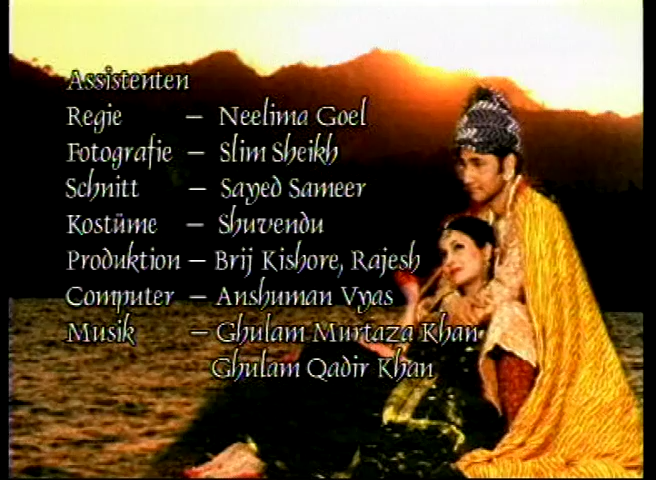 Assistenten
Regie – Neelima Goel
Fotografie – Slim Sheikh
Schnitt – Sayed Sameer
Kostüme – Shuvendu
Produktion – Brij Kishore, Rajesh
Computer – Anshuman Vyas
Musik – Ghulam Murtaza Khan
Ghulam Qadir Khan